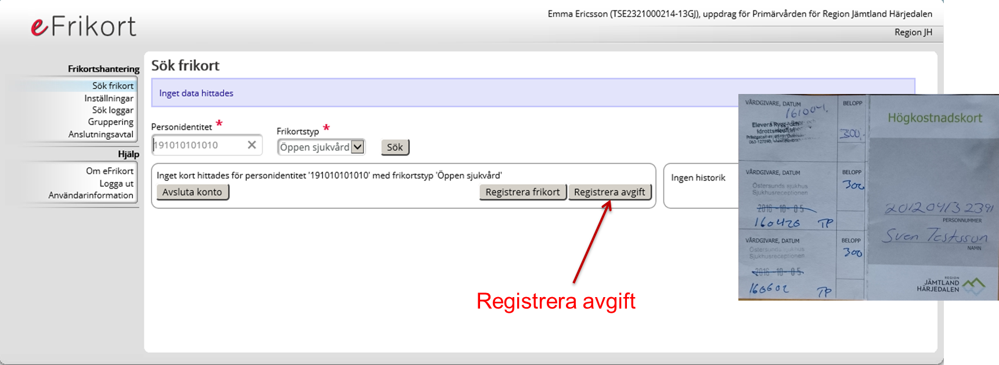 eFrikort
Emma Ericsson (TSE2321000214-13GJ), uppdrag för Primärvården för Region Jämtland Härjedalen
Region JH
Frikortshantering
Sök frikort
Inställningar
Sök loggar
Gruppering
Anslutningsavtal
Hjälp
Om eFrikort
Logga ut
Användarinformation
Sök frikort
Inget data hittades
Personidentitet *
191010101010
Frikortstyp *
Öppen sjukvård
Sök
Inget kort hittades för personidentitet '191010101010' med frikortstyp 'Öppen sjukvård'
Avsluta konto
Registrera frikort
Registrera avgift
Ingen historik
Registrera avgift
VÅRDGIVARE, DATUM
BELOPP
161004.
Elevera Rygg- och
Idrottsmedicin
300:-
VÅRDGIVARE, DATUM
BELOPP
Östersunds sjukhus
Sjukhusreceptionen
300
2016-10-05
160426 TP
VÅRDGIVARE, DATUM
BELOPP
Östersunds sjukhus
Sjukhusreceptionen
300
2016-10-05
160602 TP
Högkostnadskort
201204132391
PERSONNUMMER
Sven Testsson
NAMN
REGION
JÄMTLAND
HÄRJEDALEN